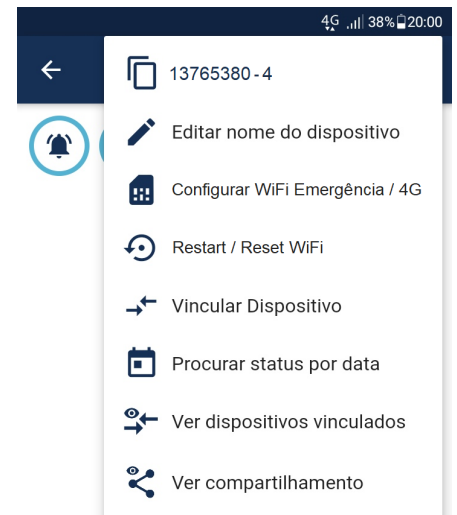 4G 38% 20:00
13765380-4
Editar nome do dispositivo
Configurar WiFi Emergência / 4G
Restart / Reset WiFi
Vincular Dispositivo
Procurar status por data
Ver dispositivos vinculados
Ver compartilhamento